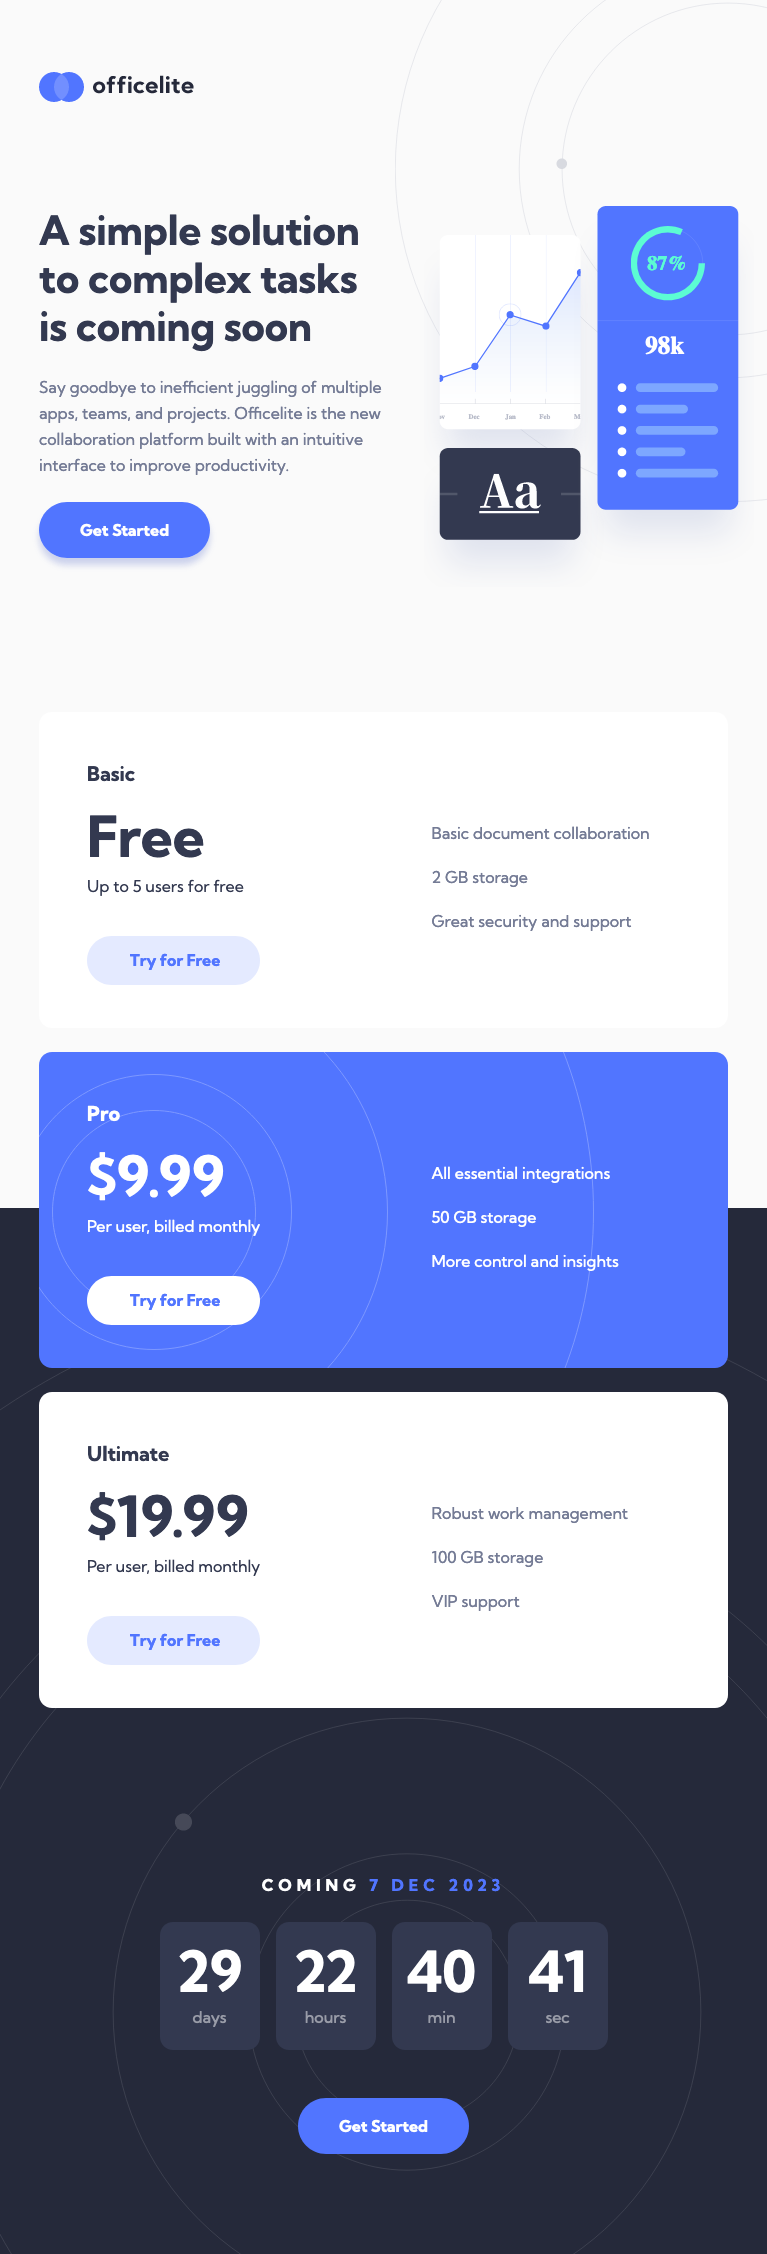 officelite
A simple solution
to complex tasks
is coming soon
Say goodbye to inefficient juggling of multiple
apps, teams, and projects. Officelite is the new
collaboration platform built with an intuitive
interface to improve productivity.
Get Started
87%
98k
Dec Jan Feb
Aa
Basic
Free
Up to 5 users for free
Try for Free
Basic document collaboration
2 GB storage
Great security and support
Pro
$9.99
Per user, billed monthly
Try for Free
All essential integrations
50 GB storage
More control and insights
Ultimate
$19.99
Per user, billed monthly
Try for Free
Robust work management
100 GB storage
VIP support
COMING 7 DEC 2023
29 22 40 41
days hours min sec
Get Started